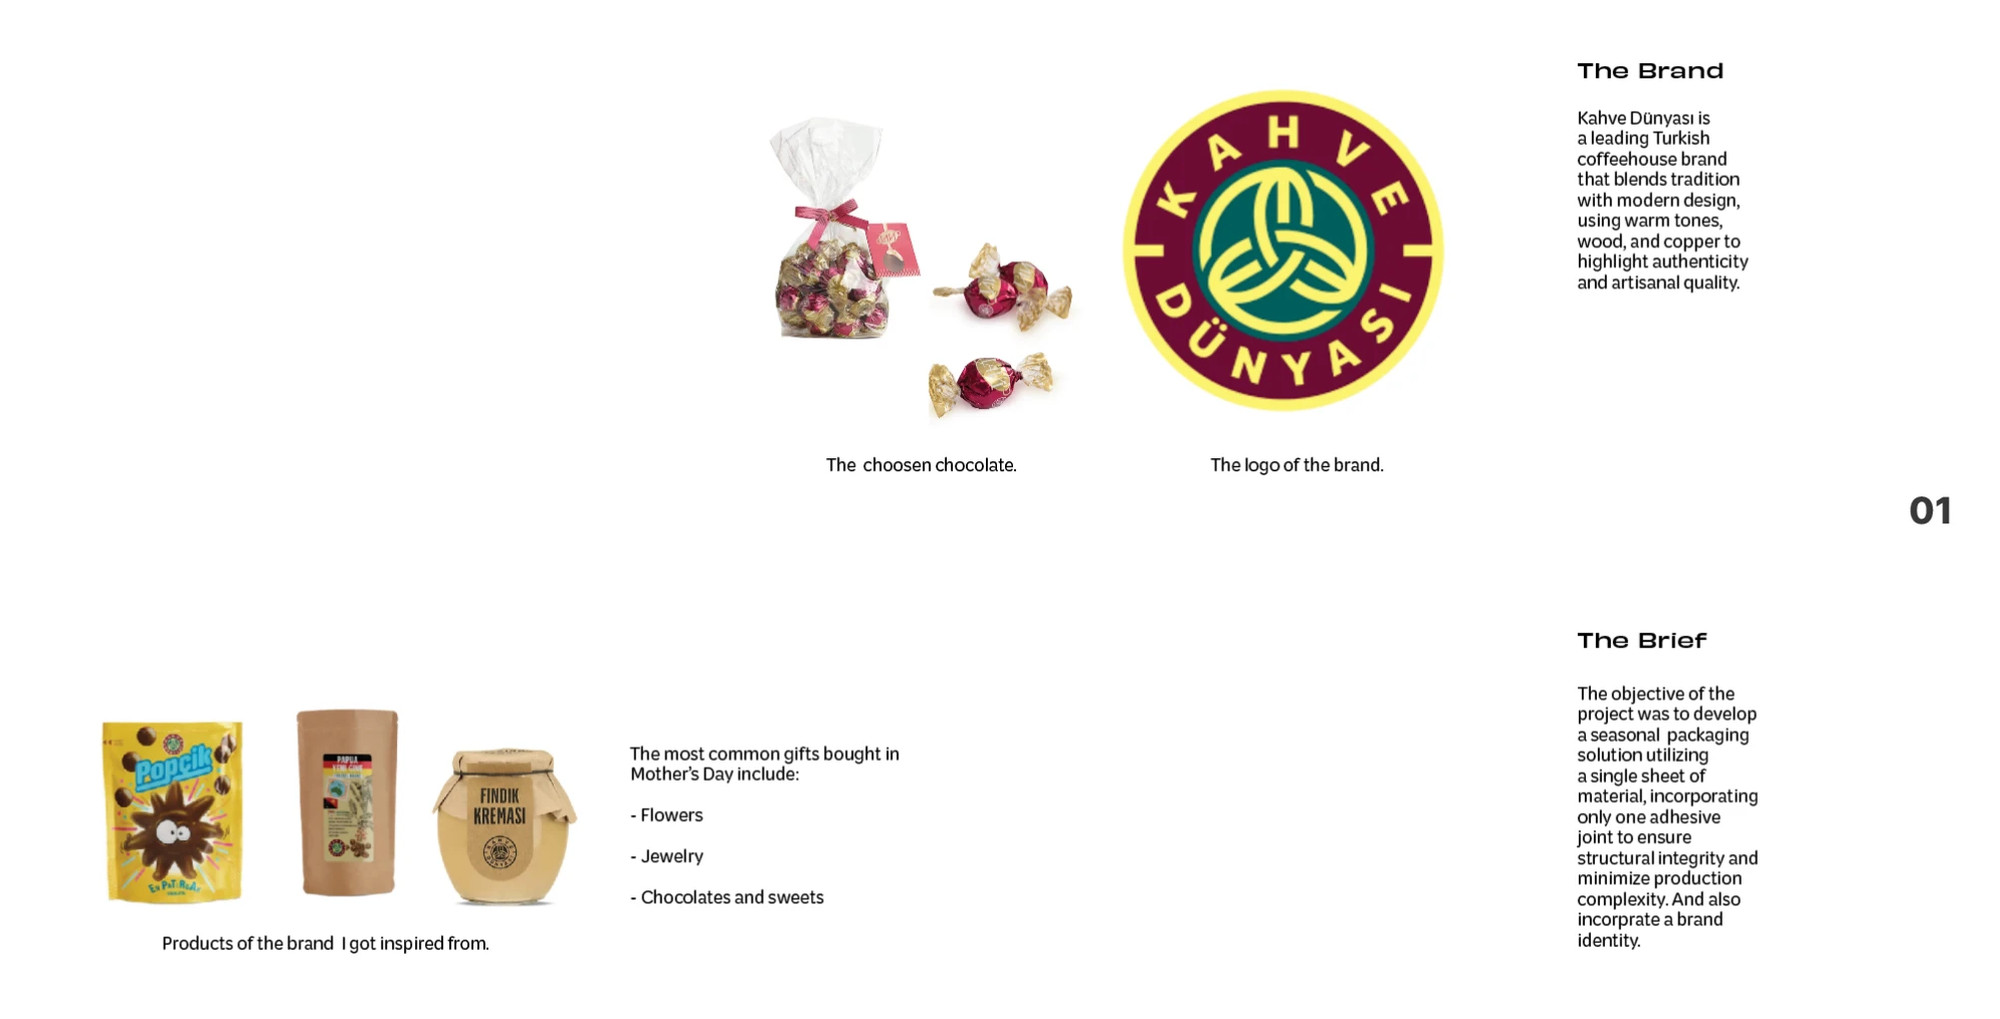 The Brand
Kahve Dünyası is
a leading Turkish
coffeehouse brand
that blends tradition
with modern design,
using warm tones,
wood, and copper to
highlight authenticity
and artisanal quality.
KAHVE
DÜNYASI
The  choosen chocolate.
The logo of the brand.
01
The Brief
The objective of the
project was to develop
a seasonal  packaging
solution utilizing
a single sheet of
material, incorporating
only one adhesive
joint to ensure
structural integrity and
minimize production
complexity. And also
incorprate a brand
identity.
Popcik
PAPUA
FINDIK
KREMASI
The most common gifts bought in
Mother's Day include:
- Flowers
- Jewelry
- Chocolates and sweets
Products of the brand  I got inspired from.